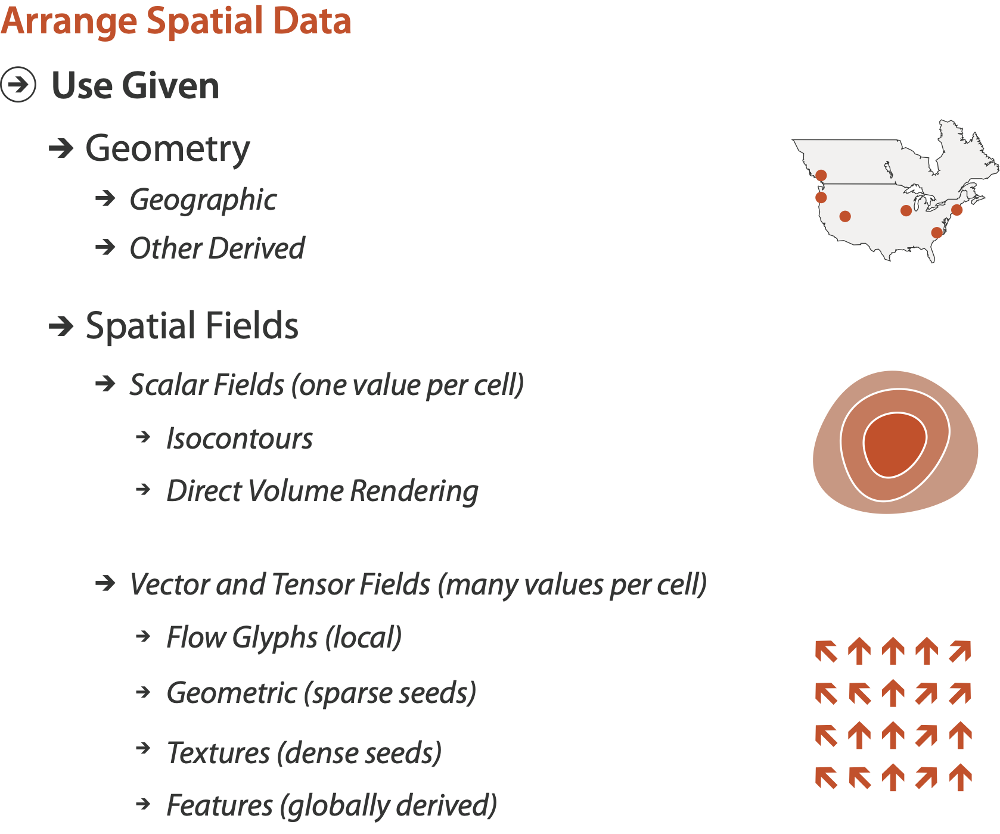 Arrange Spatial Data
Use Given
Geometry
Geographic
Other Derived
Spatial Fields
Scalar Fields (one value per cell)
Isocontours
Direct Volume Rendering
Vector and Tensor Fields (many values per cell)
Flow Glyphs (local)
Geometric (sparse seeds)
Textures (dense seeds)
Features (globally derived)